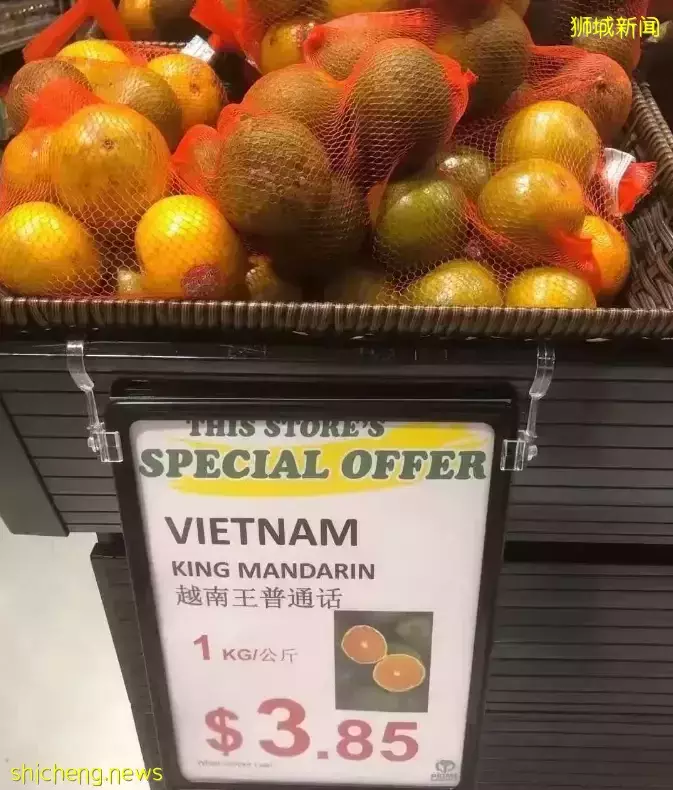 狮城新闻
THIS STORE'S
SPECIAL OFFER
VIETNAM
KING MANDARIN
越南王普通话
1 KG/公斤
$3.85
PRIME
shicheng.news